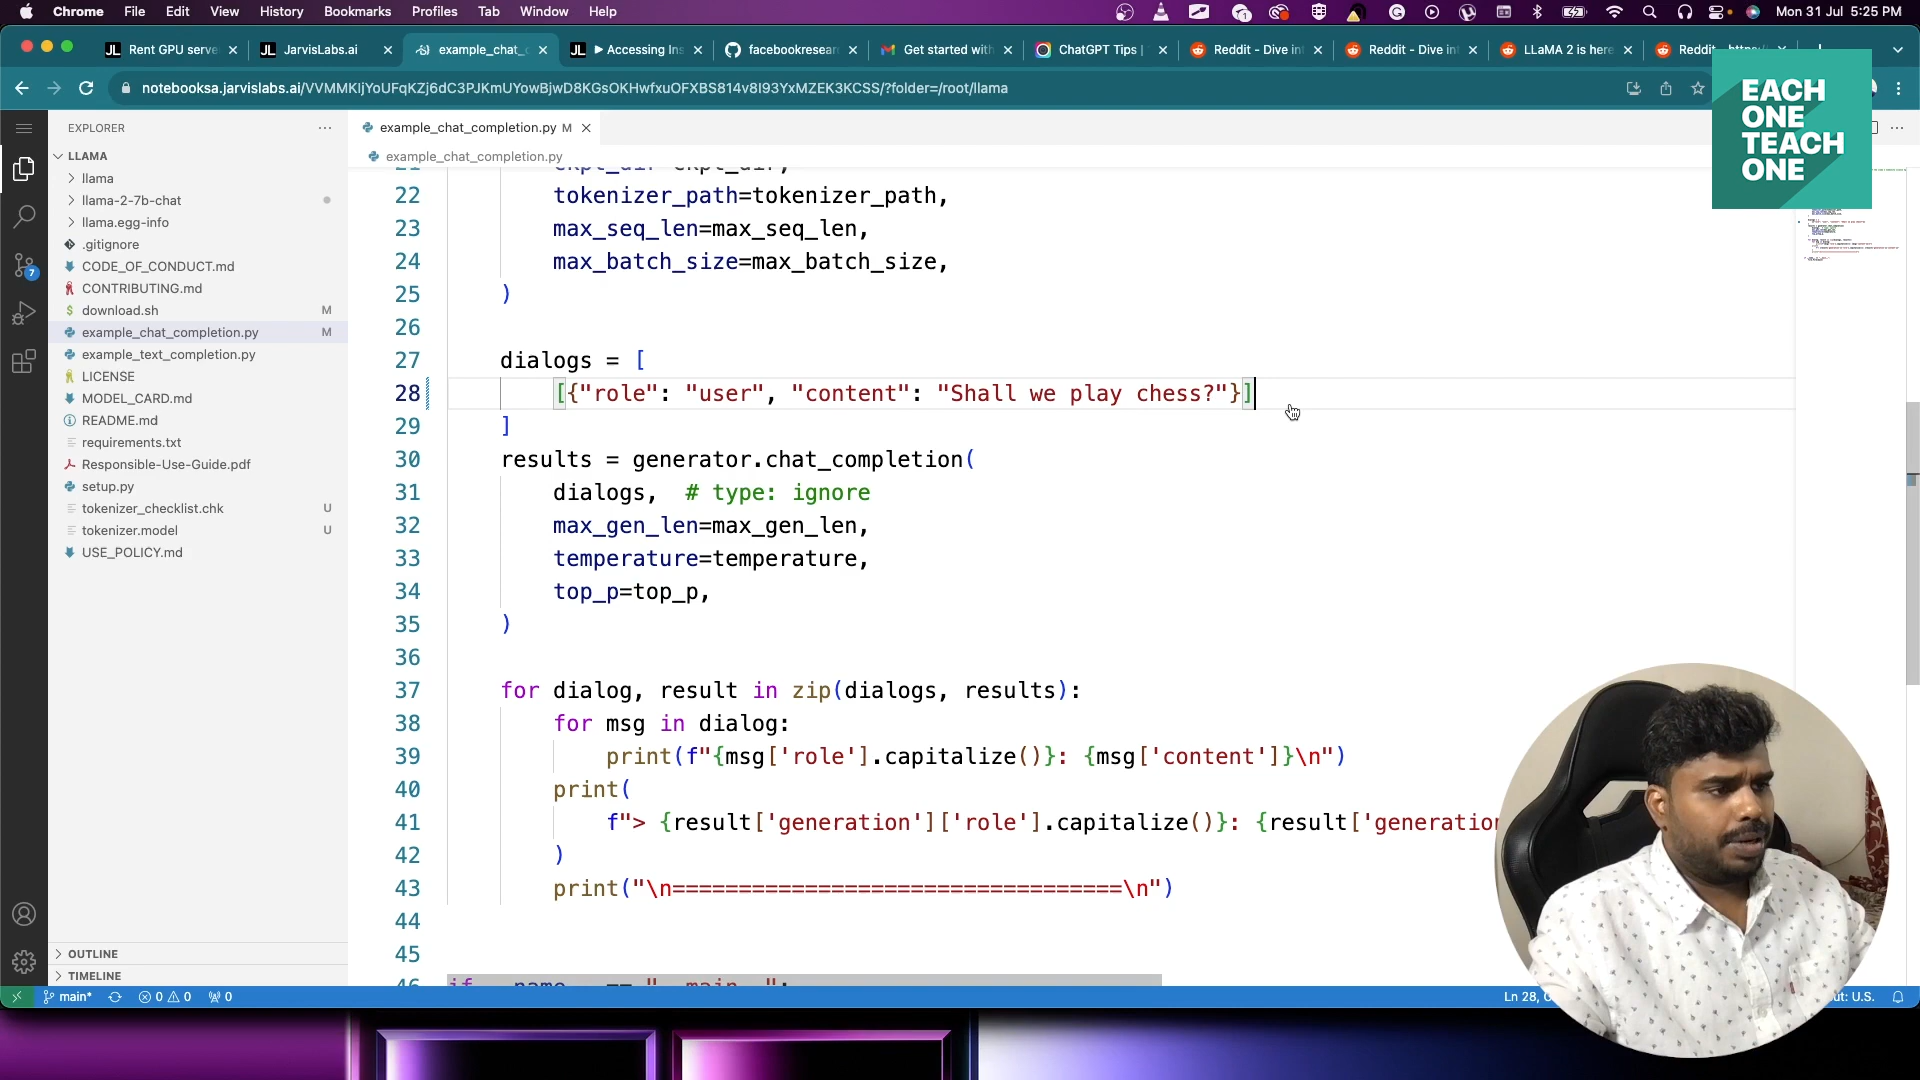 Chrome File Edit View History Bookmarks Profiles Tab Window Help Mon 31 Jul 5:25 PM
JL Rent GPU serve JL JarvisLabs.ai example_chat_c JL Accessing Ins facebookresear Get started with ChatGPT Tips | Reddit - Dive int Reddit - Dive int LLaMA 2 is here Reddit
notebooksa.jarvislabs.ai/VVMMKIjYoUFqKZj6dC3PJKmUYowBjwD8KGsOKHwfxuOFXBS814v8I93YxMZEK3KCSS/?folder=/root/llama
EACH
ONE
TEACH
ONE
EXPLORER
LLAMA
llama
llama-2-7b-chat
llama.egg-info
.gitignore
CODE_OF_CONDUCT.md
CONTRIBUTING.md
download.sh M
example_chat_completion.py M
example_text_completion.py
LICENSE
MODEL_CARD.md
README.md
requirements.txt
Responsible-Use-Guide.pdf
setup.py
tokenizer_checklist.chk U
tokenizer.model U
USE_POLICY.md
7
OUTLINE
TIMELINE
example_chat_completion.py M
example_chat_completion.py
22 tokenizer_path=tokenizer_path,
23 max_seq_len=max_seq_len,
24 max_batch_size=max_batch_size,
25 )
26
27 dialogs = [
28 [{"role": "user", "content": "Shall we play chess?"}]
29 ]
30 results = generator.chat_completion(
31 dialogs,  # type: ignore
32 max_gen_len=max_gen_len,
33 temperature=temperature,
34 top_p=top_p,
35 )
36
37 for dialog, result in zip(dialogs, results):
38 for msg in dialog:
39 print(f"{msg['role'].capitalize()}: {msg['content']}\n")
40 print(
41 f"> {result['generation']['role'].capitalize()}: {result['generation
42 )
43 print("\n==================================\n")
44
45
main* 0 0 0 Ln 28, ut: U.S.